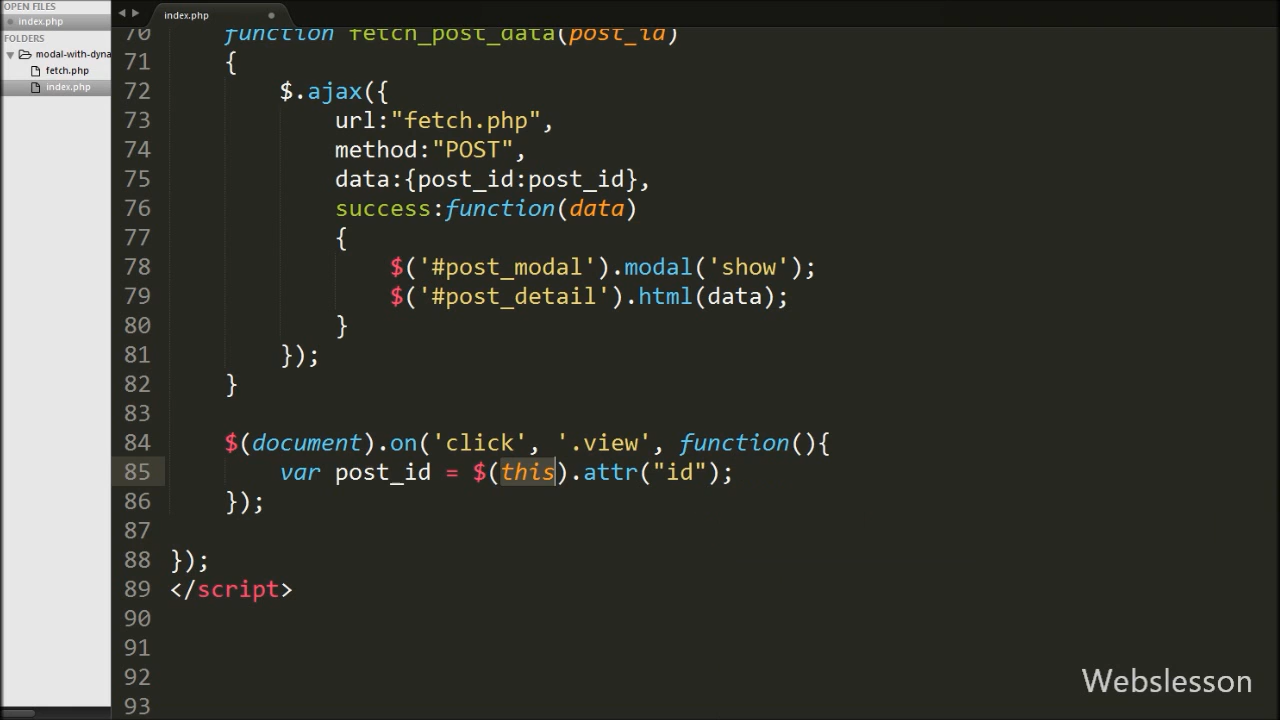 OPEN FILES
index.php
FOLDERS
modal-with-dyna
fetch.php
index.php
index.php
70 function fetch_post_data(post_id)
71 {
72 $.ajax({
73 url:"fetch.php",
74 method:"POST",
75 data:{post_id:post_id},
76 success:function(data)
77 {
78 $('#post_modal').modal('show');
79 $('#post_detail').html(data);
80 }
81 });
82 }
83
84 $(document).on('click', '.view', function(){
85 var post_id = $(this).attr("id");
86 });
87
88 });
89 </script>
90
91
92
93
Webslesson